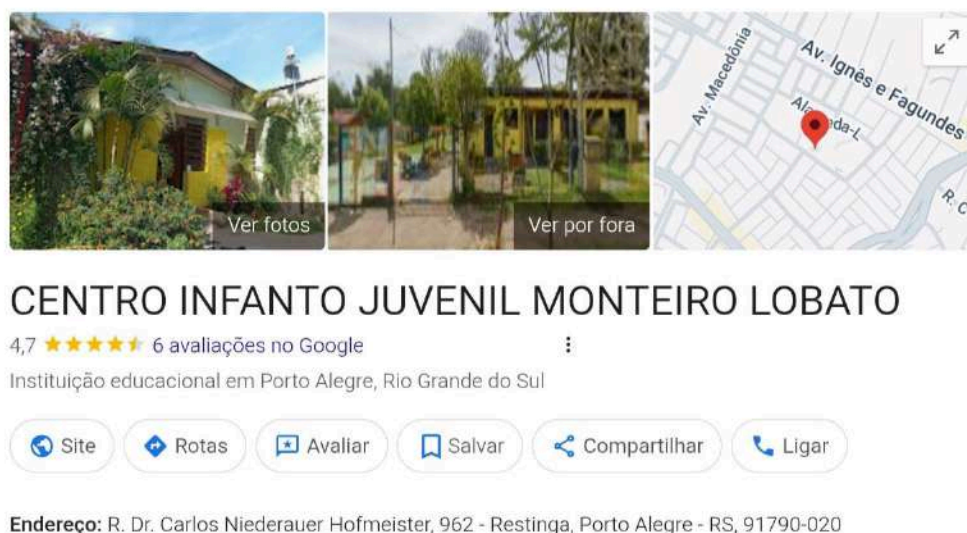 Ver fotos
Ver por fora
Av. Macedônia
Av. Ignês e Fagundes
CENTRO INFANTO JUVENIL MONTEIRO LOBATO
4,7 6 avaliações no Google
Instituição educacional em Porto Alegre, Rio Grande do Sul
Site Rotas Avaliar Salvar Compartilhar Ligar
Endereço: R. Dr. Carlos Niederauer Hofmeister, 962 - Restinga, Porto Alegre - RS, 91790-020